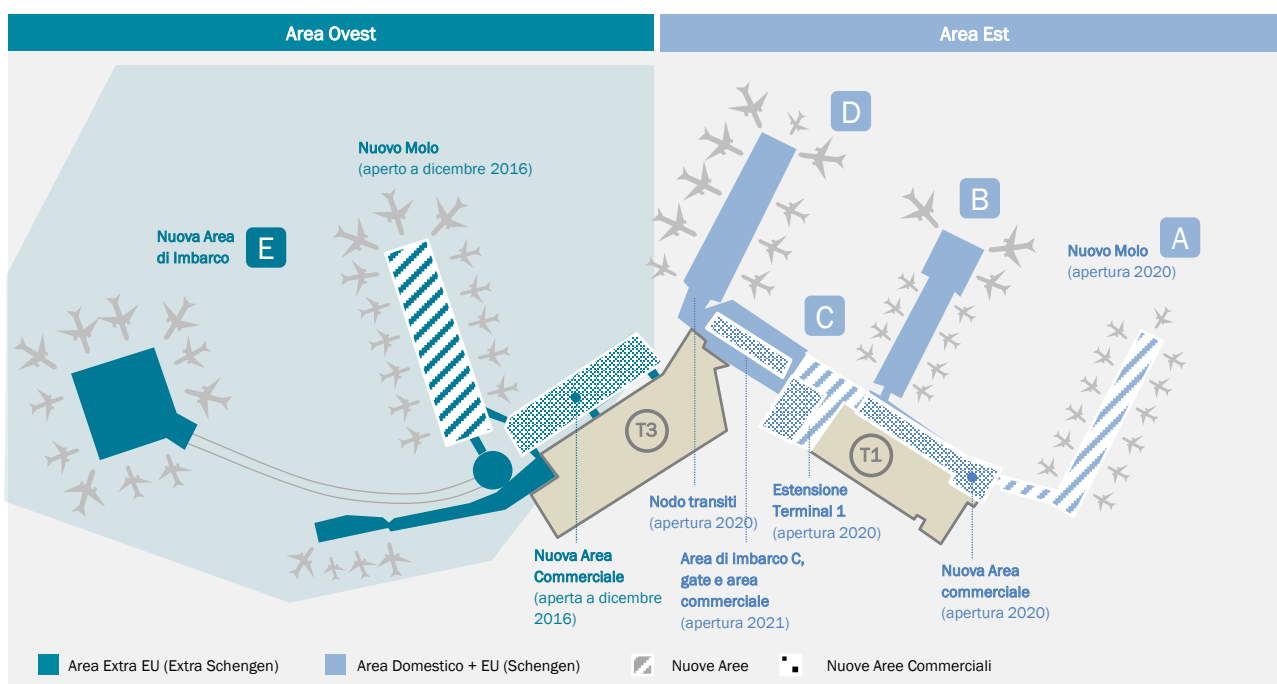 Area Ovest
Area Est
D
Nuovo Molo
(aperto a dicembre 2016)
B
Nuova Area
di Imbarco
E
A
Nuovo Molo
(apertura 2020)
C
T3
T1
Nodo transiti
(apertura 2020)
Estensione
Terminal 1
(apertura 2020)
Nuova Area
Commerciale
(aperta a dicembre
2016)
Area di imbarco C,
gate e area
commerciale
(apertura 2021)
Nuova Area
commerciale
(apertura 2020)
Area Extra EU (Extra Schengen)
Area Domestico + EU (Schengen)
Nuove Aree
Nuove Aree Commerciali